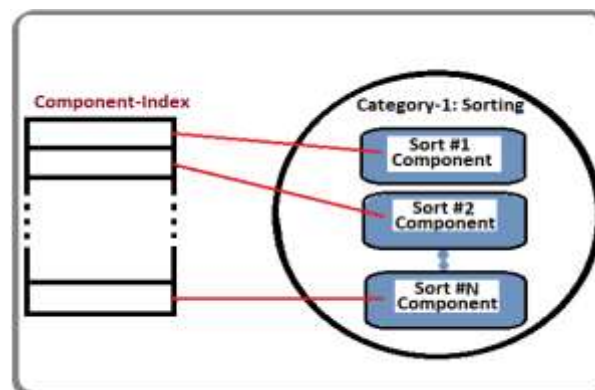 Component-Index
Category-1: Sorting
Sort #1
Component
Sort #2
Component
Sort #N
Component